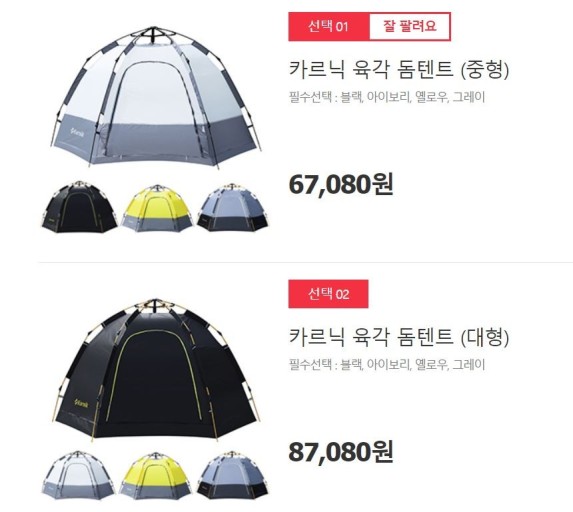 선택 01 잘 팔려요
카르닉 육각 돔텐트 (중형)
필수선택 : 블랙, 아이보리, 옐로우, 그레이
67,080원
선택 02
카르닉 육각 돔텐트 (대형)
필수선택 : 블랙, 아이보리, 옐로우, 그레이
87,080원